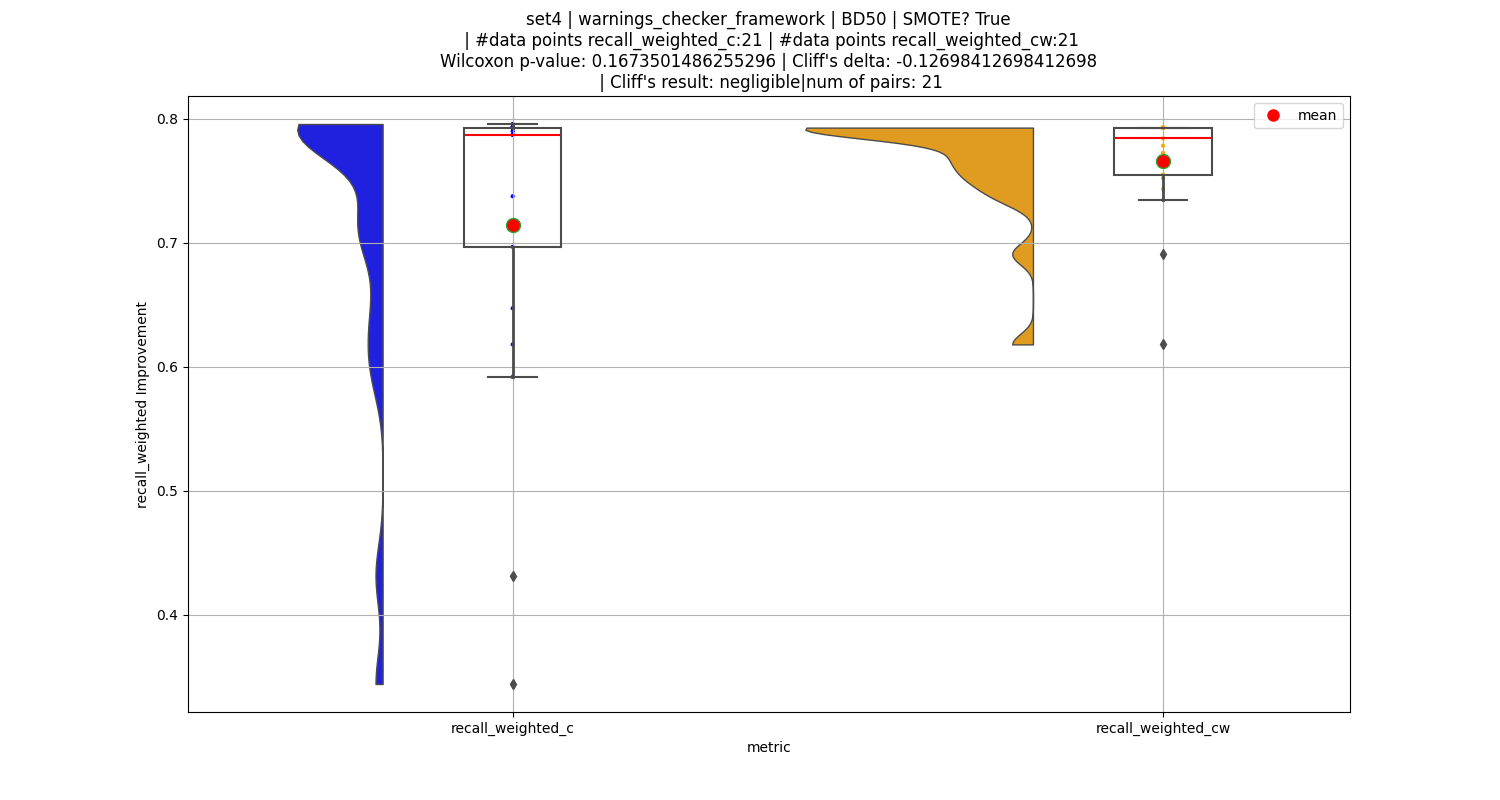 set4 | warnings_checker_framework | BD50 | SMOTE? True
| #data points recall_weighted_c:21 | #data points recall_weighted_cw:21
Wilcoxon p-value: 0.1673501486255296 | Cliff's delta: -0.12698412698412698
| Cliff's result: negligible|num of pairs: 21
mean
0.8
0.7
0.6
0.5
0.4
recall_weighted Improvement
recall_weighted_c
recall_weighted_cw
metric